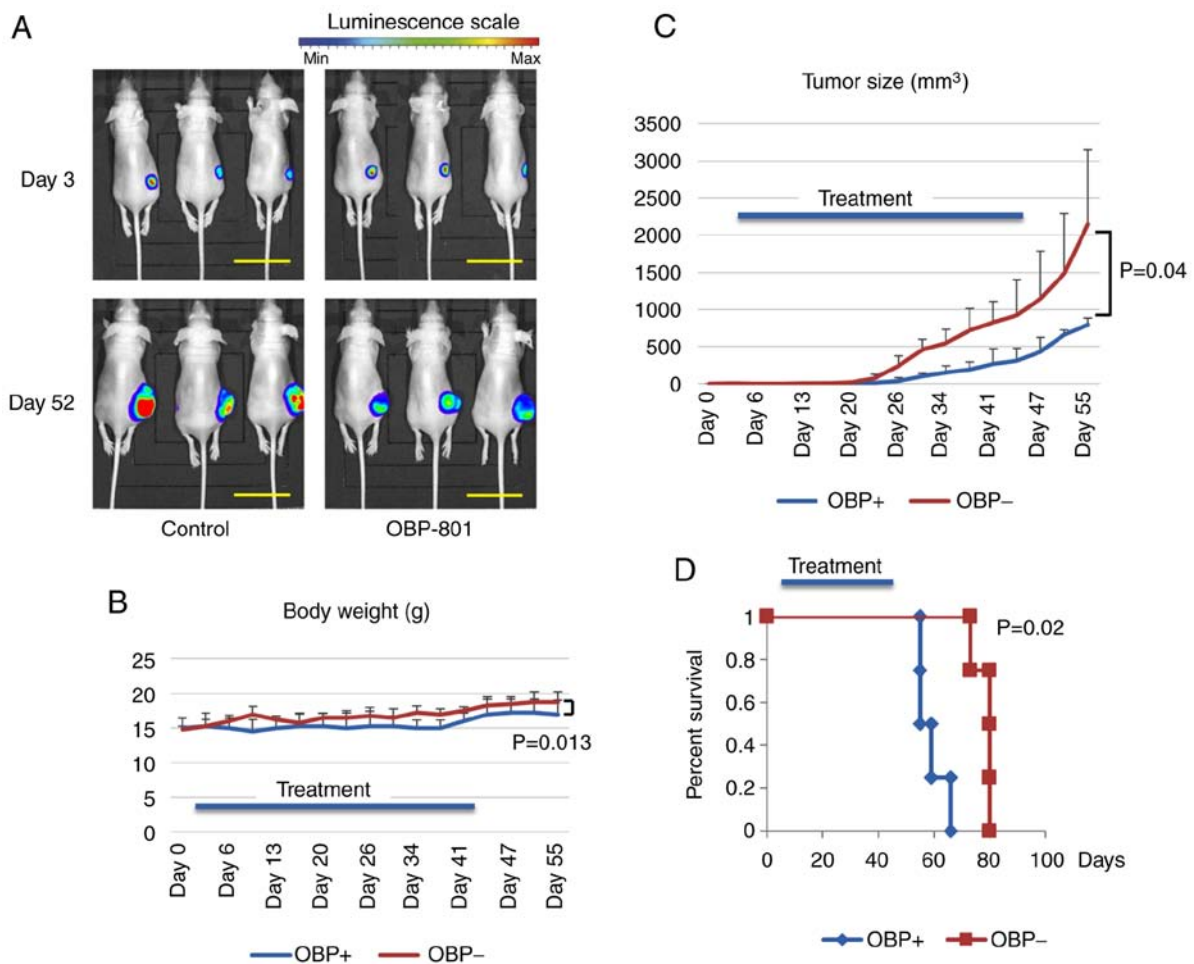 A
Luminescence scale
Min
Max
Day 3
Day 52
Control
OBP-801
B
Body weight (g)
25
20
15
10
5
0
P=0.013
Treatment
Day 0
Day 6
Day 13
Day 20
Day 26
Day 34
Day 41
Day 47
Day 55
OBP+
OBP−
C
Tumor size (mm³)
3500
3000
2500
2000
1500
1000
500
0
Treatment
P=0.04
Day 0
Day 6
Day 13
Day 20
Day 26
Day 34
Day 41
Day 47
Day 55
OBP+
OBP−
D
Treatment
Percent survival
1
0.8
0.6
0.4
0.2
0
P=0.02
0
20
40
60
80
100
Days
OBP+
OBP−